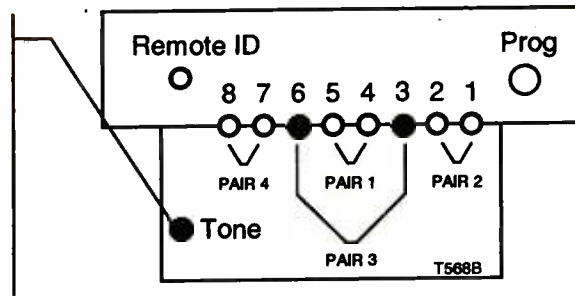 Remote ID Prog
8 7 6 5 4 3 2 1
PAIR 4 PAIR 1 PAIR 2
Tone
PAIR 3
T568B